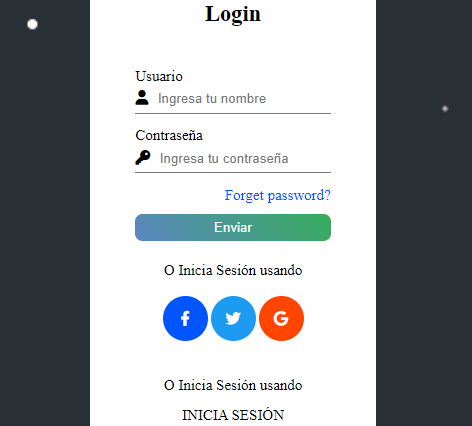 Login
Usuario
Ingresa tu nombre
Contraseña
Ingresa tu contraseña
Forget password?
Enviar
O Inicia Sesión usando
O Inicia Sesión usando
INICIA SESIÓN